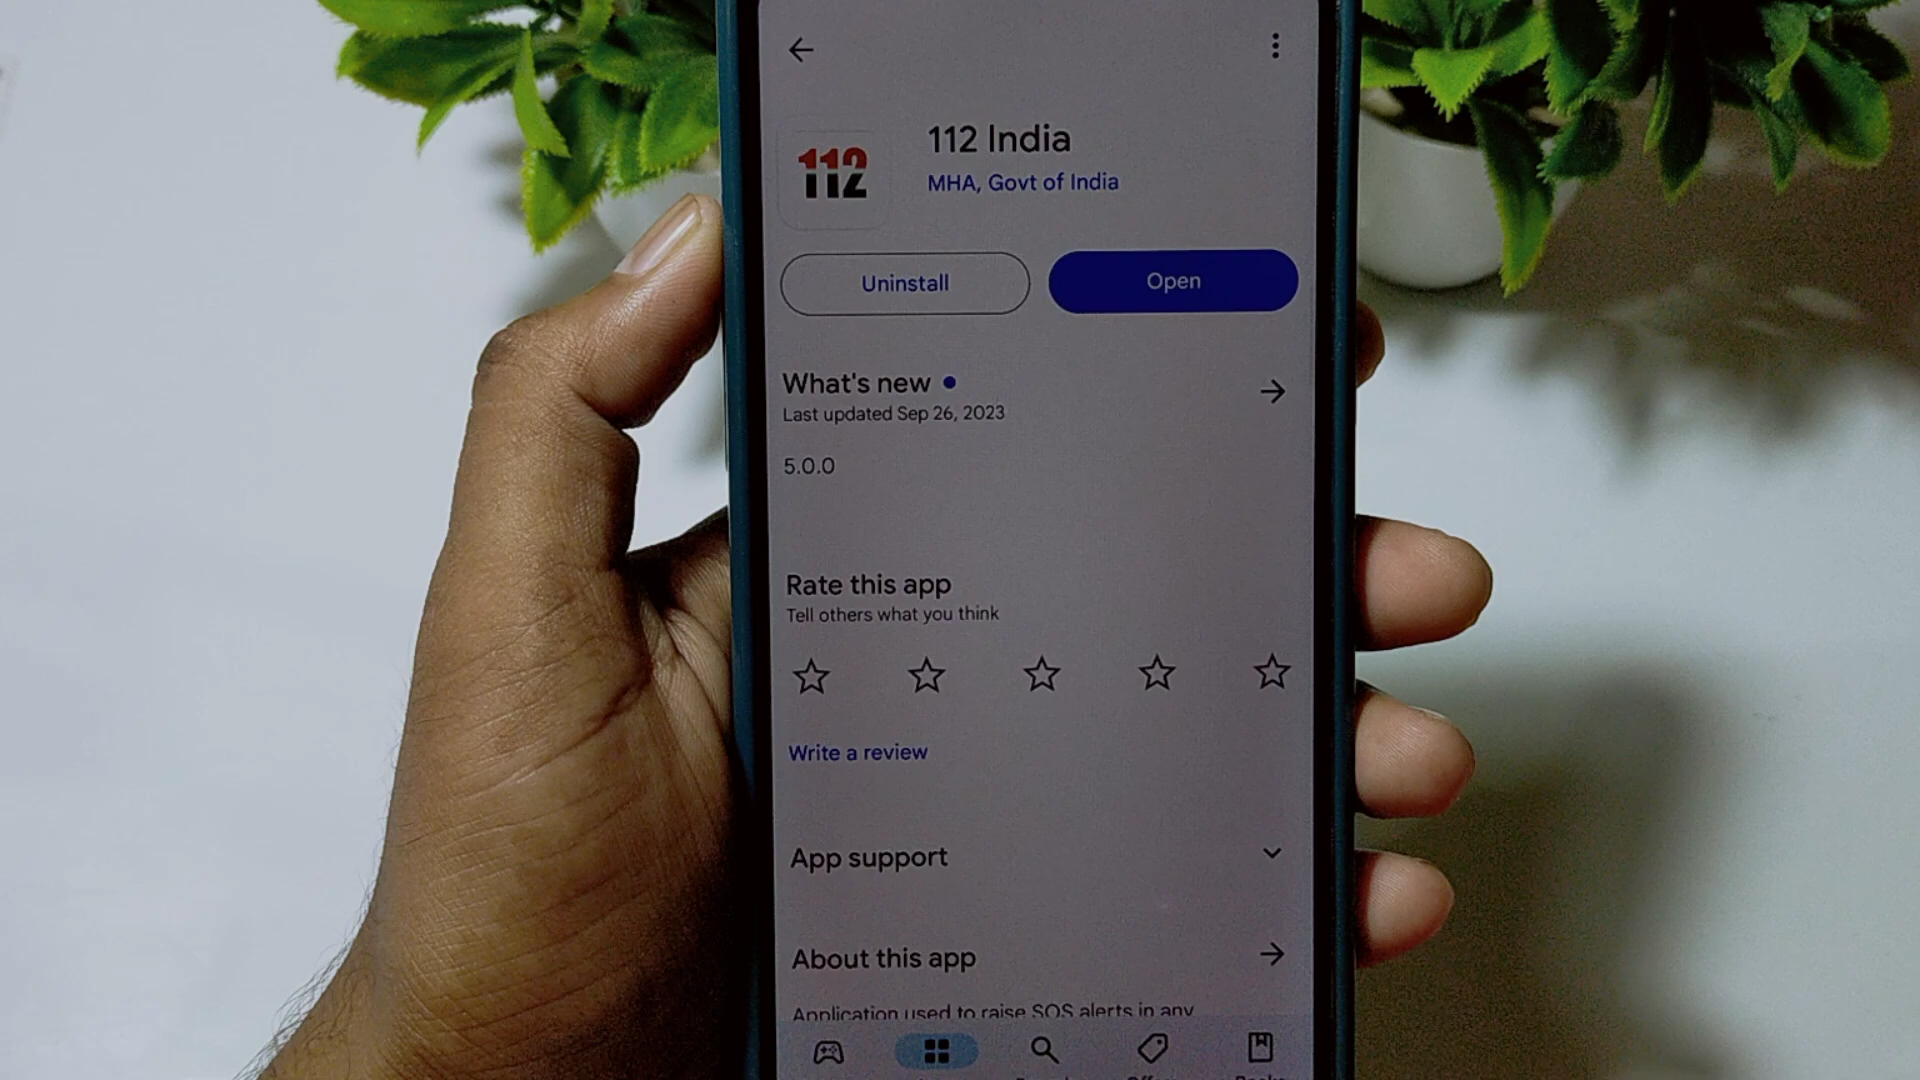 112 India
112
MHA, Govt of India
Uninstall
Open
What's new
Last updated Sep 26, 2023
5.0.0
Rate this app
Tell others what you think
Write a review
App support
About this app
Application used to raise SOS alerts in any